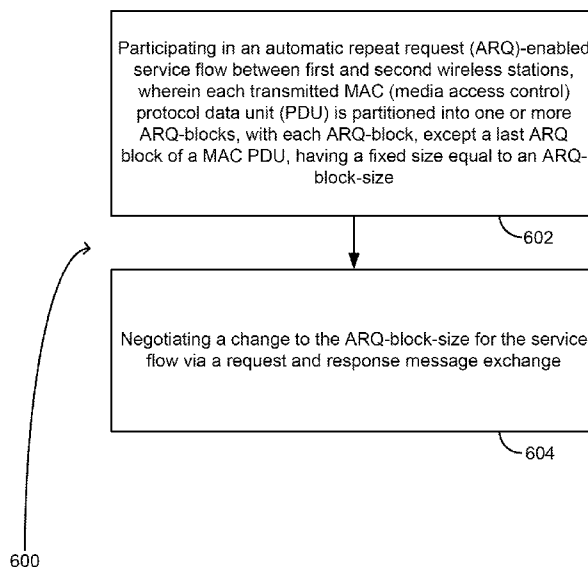 Participating in an automatic repeat request (ARQ)-enabled
service flow between first and second wireless stations,
wherein each transmitted MAC (media access control)
protocol data unit (PDU) is partitioned into one or more
ARQ-blocks, with each ARQ-block, except a last ARQ
block of a MAC PDU, having a fixed size equal to an ARQ-
block-size
602
Negotiating a change to the ARQ-block-size for the service
flow via a request and response message exchange
604
600